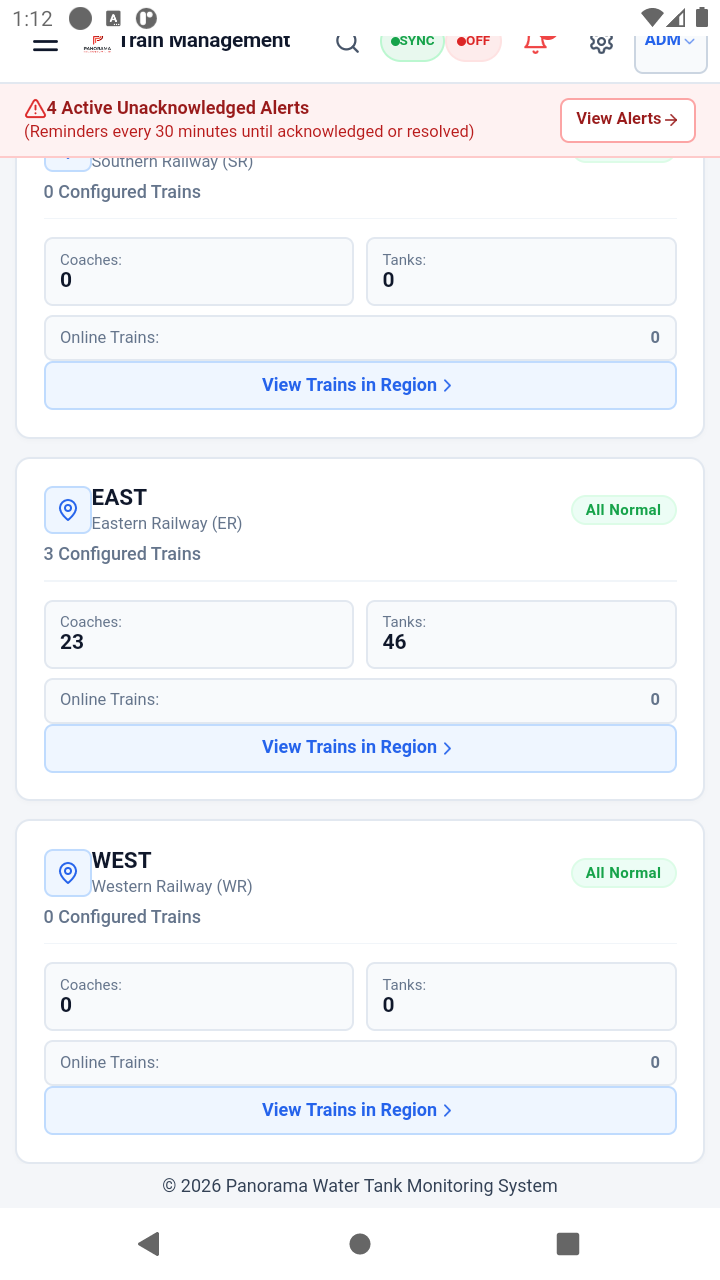 1:12
Train Management
SYNC
OFF
ADM
PANORAMA
4 Active Unacknowledged Alerts
(Reminders every 30 minutes until acknowledged or resolved)
View Alerts
Southern Railway (SR)
0 Configured Trains
Coaches:
0
Tanks:
0
Online Trains:
0
View Trains in Region
EAST
Eastern Railway (ER)
All Normal
3 Configured Trains
Coaches:
23
Tanks:
46
Online Trains:
0
View Trains in Region
WEST
Western Railway (WR)
All Normal
0 Configured Trains
Coaches:
0
Tanks:
0
Online Trains:
0
View Trains in Region
© 2026 Panorama Water Tank Monitoring System